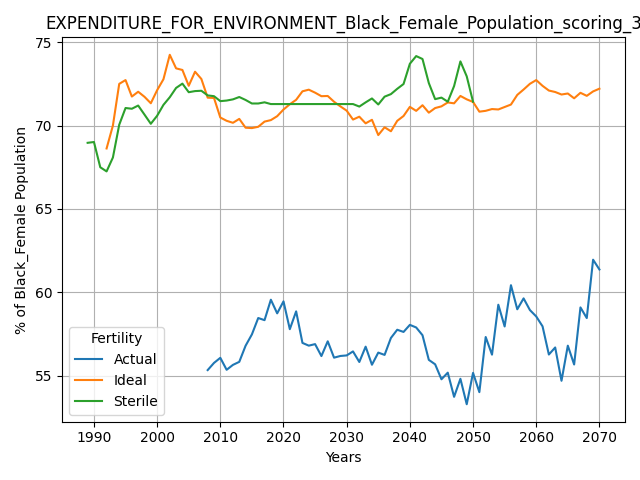 EXPENDITURE_FOR_ENVIRONMENT_Black_Female_Population_scoring_3
75
70
65
60
55
% of Black_Female Population
Fertility
Actual
Ideal
Sterile
1990 2000 2010 2020 2030 2040 2050 2060 2070
Years